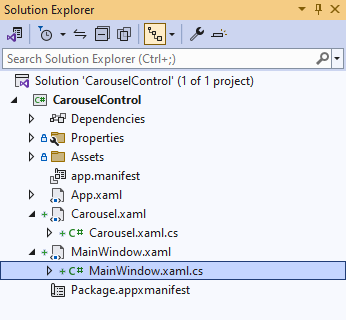 Solution Explorer
Search Solution Explorer (Ctrl+;)
Solution 'CarouselControl' (1 of 1 project)
C# CarouselControl
Dependencies
Properties
Assets
app.manifest
App.xaml
Carousel.xaml
C# Carousel.xaml.cs
MainWindow.xaml
C# MainWindow.xaml.cs
Package.appxmanifest